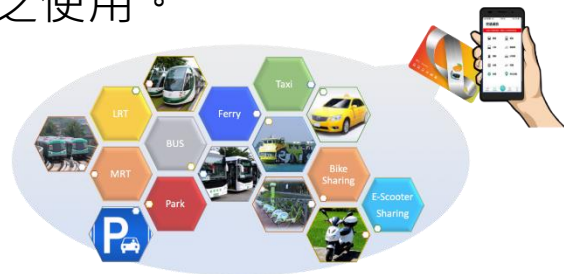 之使用。
Taxi
LRT
Ferry
BUS
MRT
Bike
Sharing
Park
E-Scooter
Sharing
P